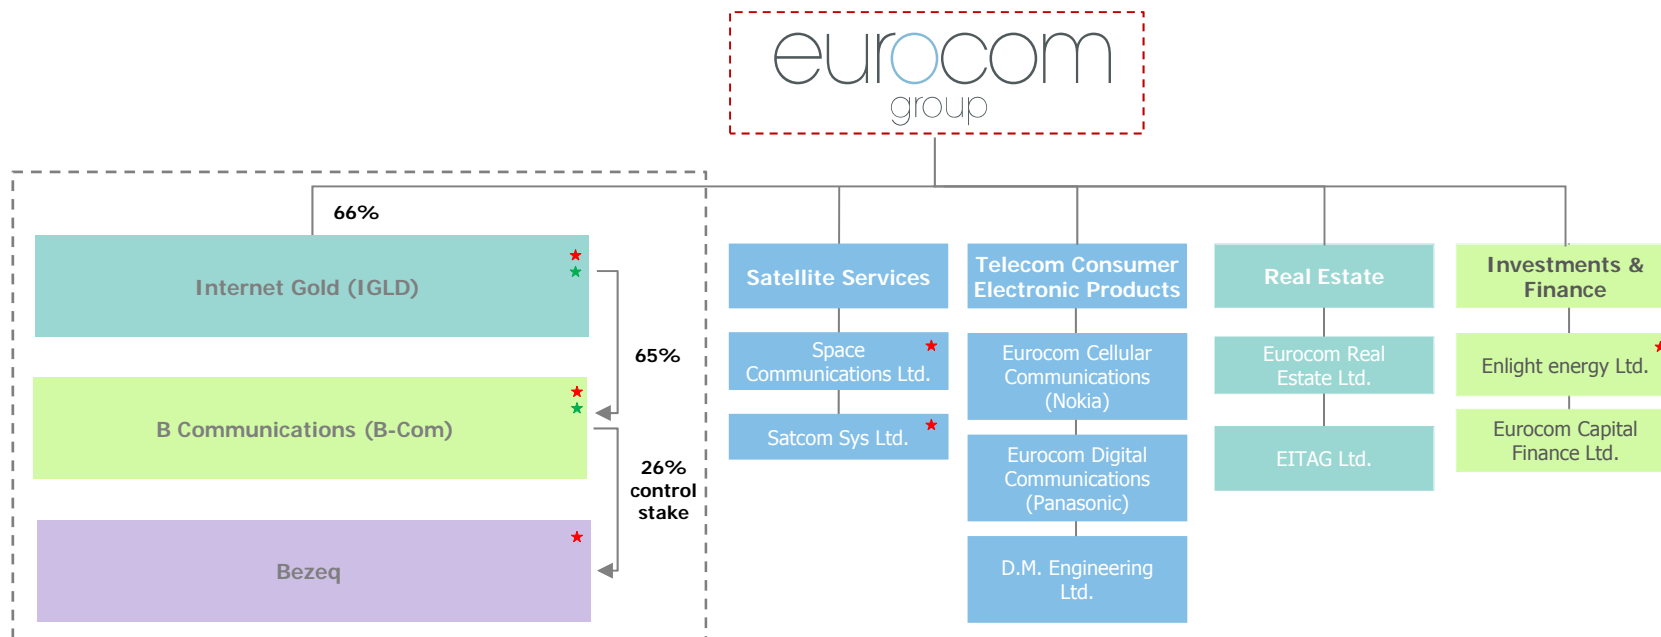 eurocom
group
66%
Internet Gold (IGLD)
65%
B Communications (B-Com)
26%
control
stake
Bezeq
Satellite Services
Space
Communications Ltd.
Satcom Sys Ltd.
Telecom Consumer
Electronic Products
Eurocom Cellular
Communications
(Nokia)
Eurocom Digital
Communications
(Panasonic)
D.M. Engineering
Ltd.
Real Estate
Eurocom Real
Estate Ltd.
EITAG Ltd.
Investments &
Finance
Enlight energy Ltd.
Eurocom Capital
Finance Ltd.